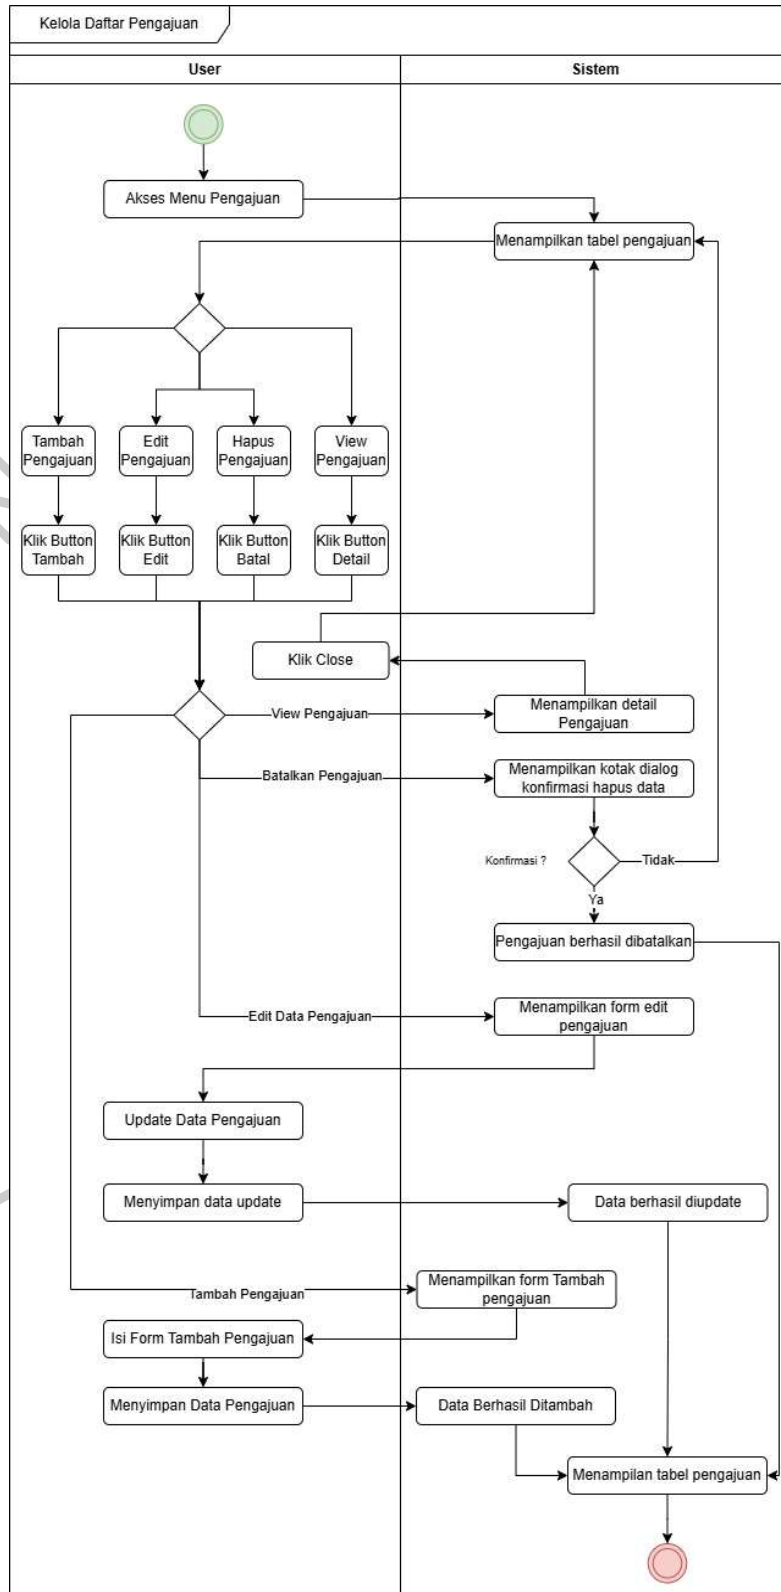 Kelola Daftar Pengajuan
User
Sistem
Akses Menu Pengajuan
Menampilkan tabel pengajuan
Tambah
Pengajuan
Edit
Pengajuan
Hapus
Pengajuan
View
Pengajuan
Klik Button
Tambah
Klik Button
Edit
Klik Button
Batal
Klik Button
Detail
Klik Close
View Pengajuan
Menampilkan detail
Pengajuan
Batalkan Pengajuan
Menampilkan kotak dialog
konfirmasi hapus data
Konfirmasi ?
Tidak
Ya
Pengajuan berhasil dibatalkan
Edit Data Pengajuan
Menampilkan form edit
pengajuan
Update Data Pengajuan
Menyimpan data update
Data berhasil diupdate
Tambah Pengajuan
Menampilkan form Tambah
pengajuan
Isi Form Tambah Pengajuan
Menyimpan Data Pengajuan
Data Berhasil Ditambah
Menampilan tabel pengajuan